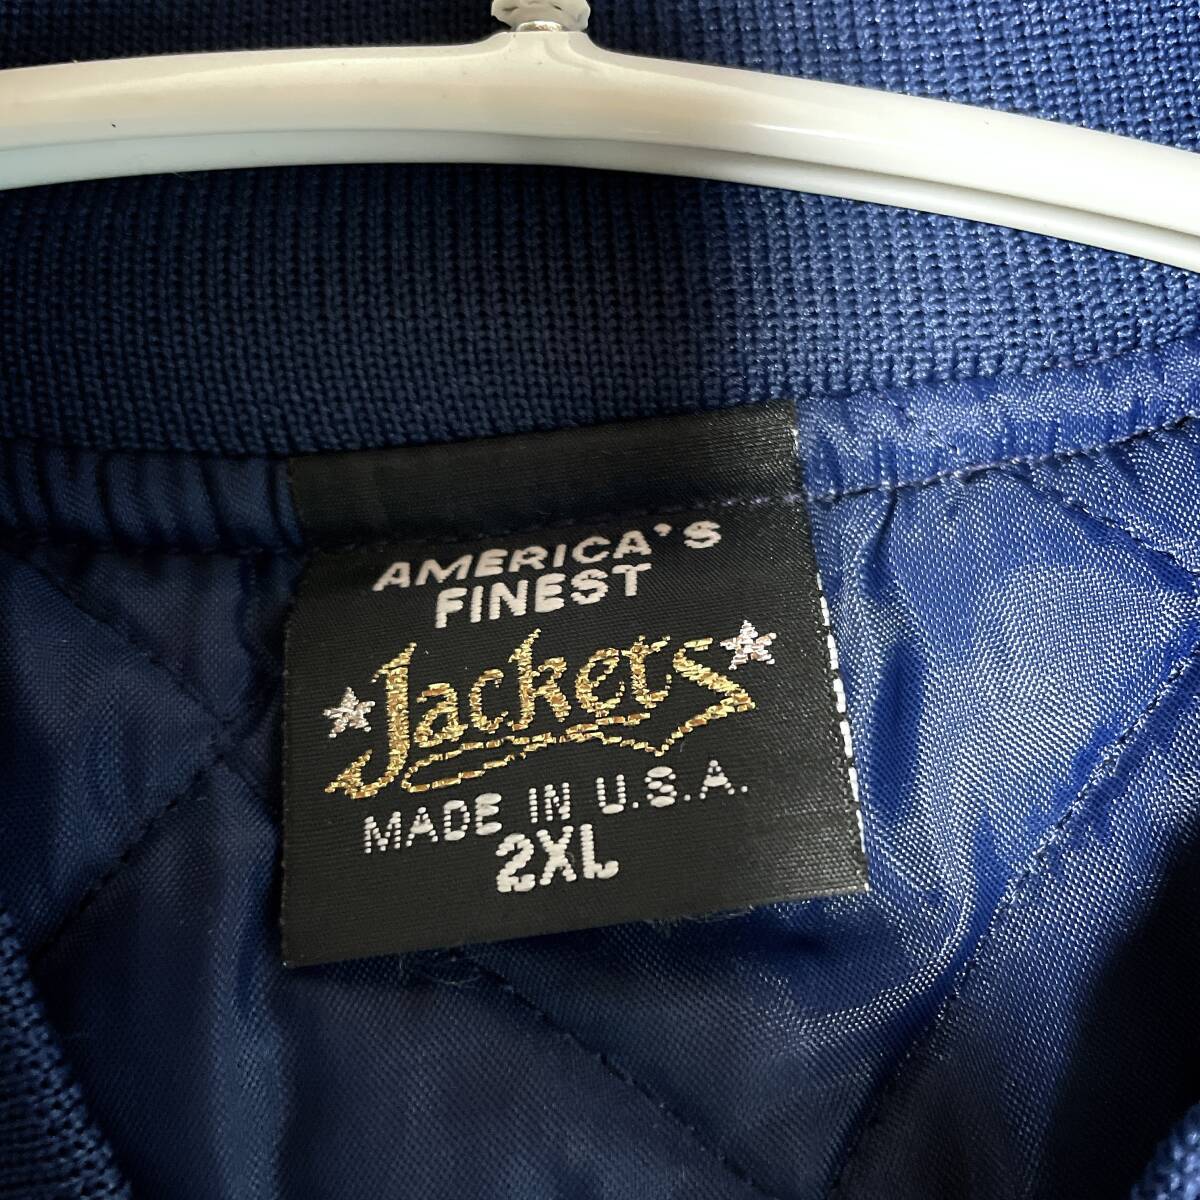 AMERICA'S
FINEST
Jackets
MADE IN U.S.A.
2XL